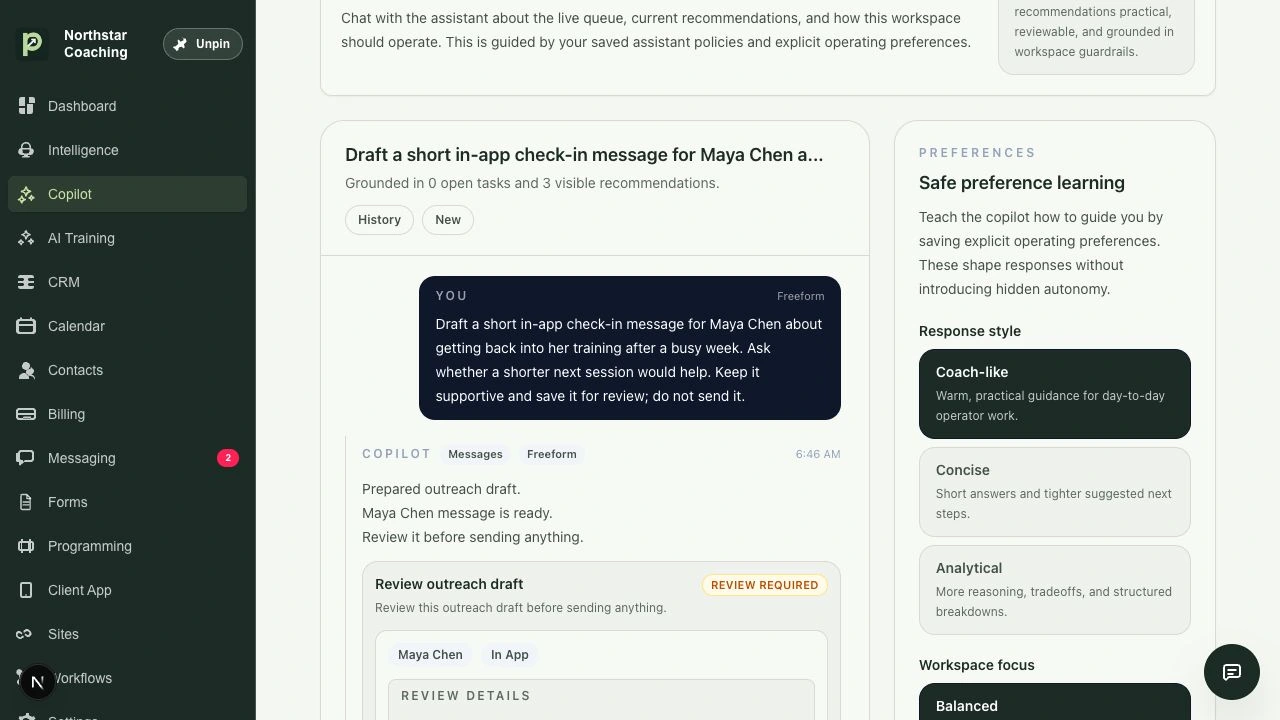 Northstar
Coaching
Unpin
Dashboard
Intelligence
Copilot
AI Training
CRM
Calendar
Contacts
Billing
Messaging
2
Forms
Programming
Client App
Sites
Workflows
Settings
N
Chat with the assistant about the live queue, current recommendations, and how this workspace
should operate. This is guided by your saved assistant policies and explicit operating preferences.
recommendations practical,
reviewable, and grounded in
workspace guardrails.
Draft a short in-app check-in message for Maya Chen a...
Grounded in 0 open tasks and 3 visible recommendations.
History
New
YOU
Freeform
Draft a short in-app check-in message for Maya Chen about
getting back into her training after a busy week. Ask
whether a shorter next session would help. Keep it
supportive and save it for review; do not send it.
COPILOT
Messages
Freeform
6:46 AM
Prepared outreach draft.
Maya Chen message is ready.
Review it before sending anything.
Review outreach draft
REVIEW REQUIRED
Review this outreach draft before sending anything.
Maya Chen
In App
REVIEW DETAILS
PREFERENCES
Safe preference learning
Teach the copilot how to guide you by
saving explicit operating preferences.
These shape responses without
introducing hidden autonomy.
Response style
Coach-like
Warm, practical guidance for day-to-day
operator work.
Concise
Short answers and tighter suggested next
steps.
Analytical
More reasoning, tradeoffs, and structured
breakdowns.
Workspace focus
Balanced